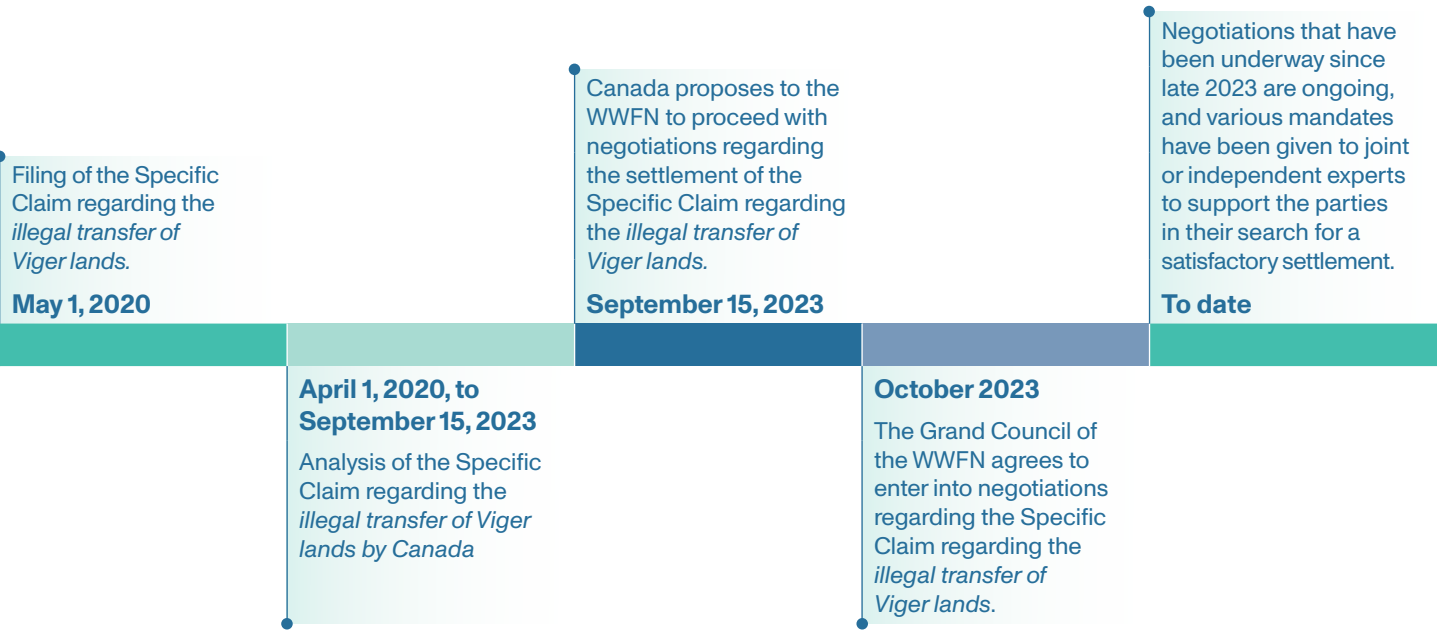 Filing of the Specific
Claim regarding the
illegal transfer of
Viger lands.
May 1, 2020
April 1, 2020, to
September 15, 2023
Analysis of the Specific
Claim regarding the
illegal transfer of Viger
lands by Canada
Canada proposes to the
WWFN to proceed with
negotiations regarding
the settlement of the
Specific Claim regarding
the illegal transfer of
Viger lands.
September 15, 2023
October 2023
The Grand Council of
the WWFN agrees to
enter into negotiations
regarding the Specific
Claim regarding the
illegal transfer of
Viger lands.
Negotiations that have
been underway since
late 2023 are ongoing,
and various mandates
have been given to joint
or independent experts
to support the parties
in their search for a
satisfactory settlement.
To date